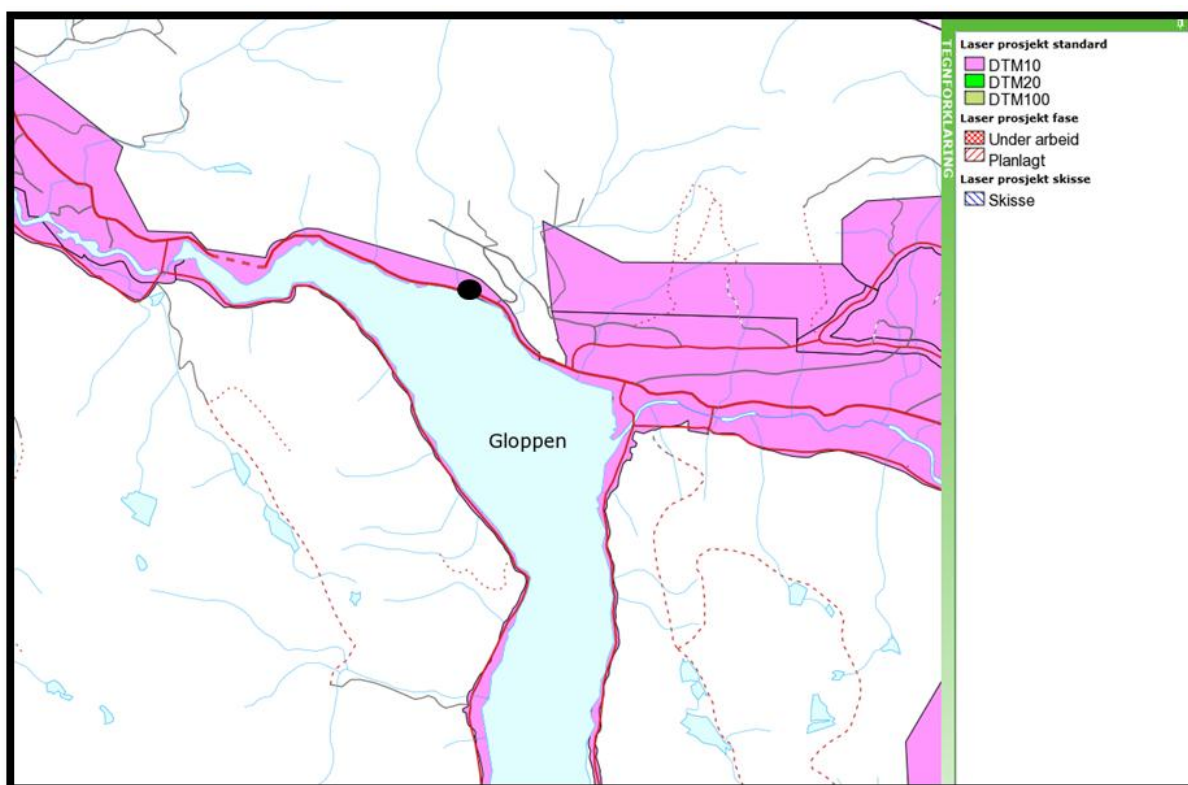 Gloppen
TEGNFORKLARING
Laser prosjekt standard
DTM10
DTM20
DTM100
Laser prosjekt fase
Under arbeid
Planlagt
Laser prosjekt skisse
Skisse